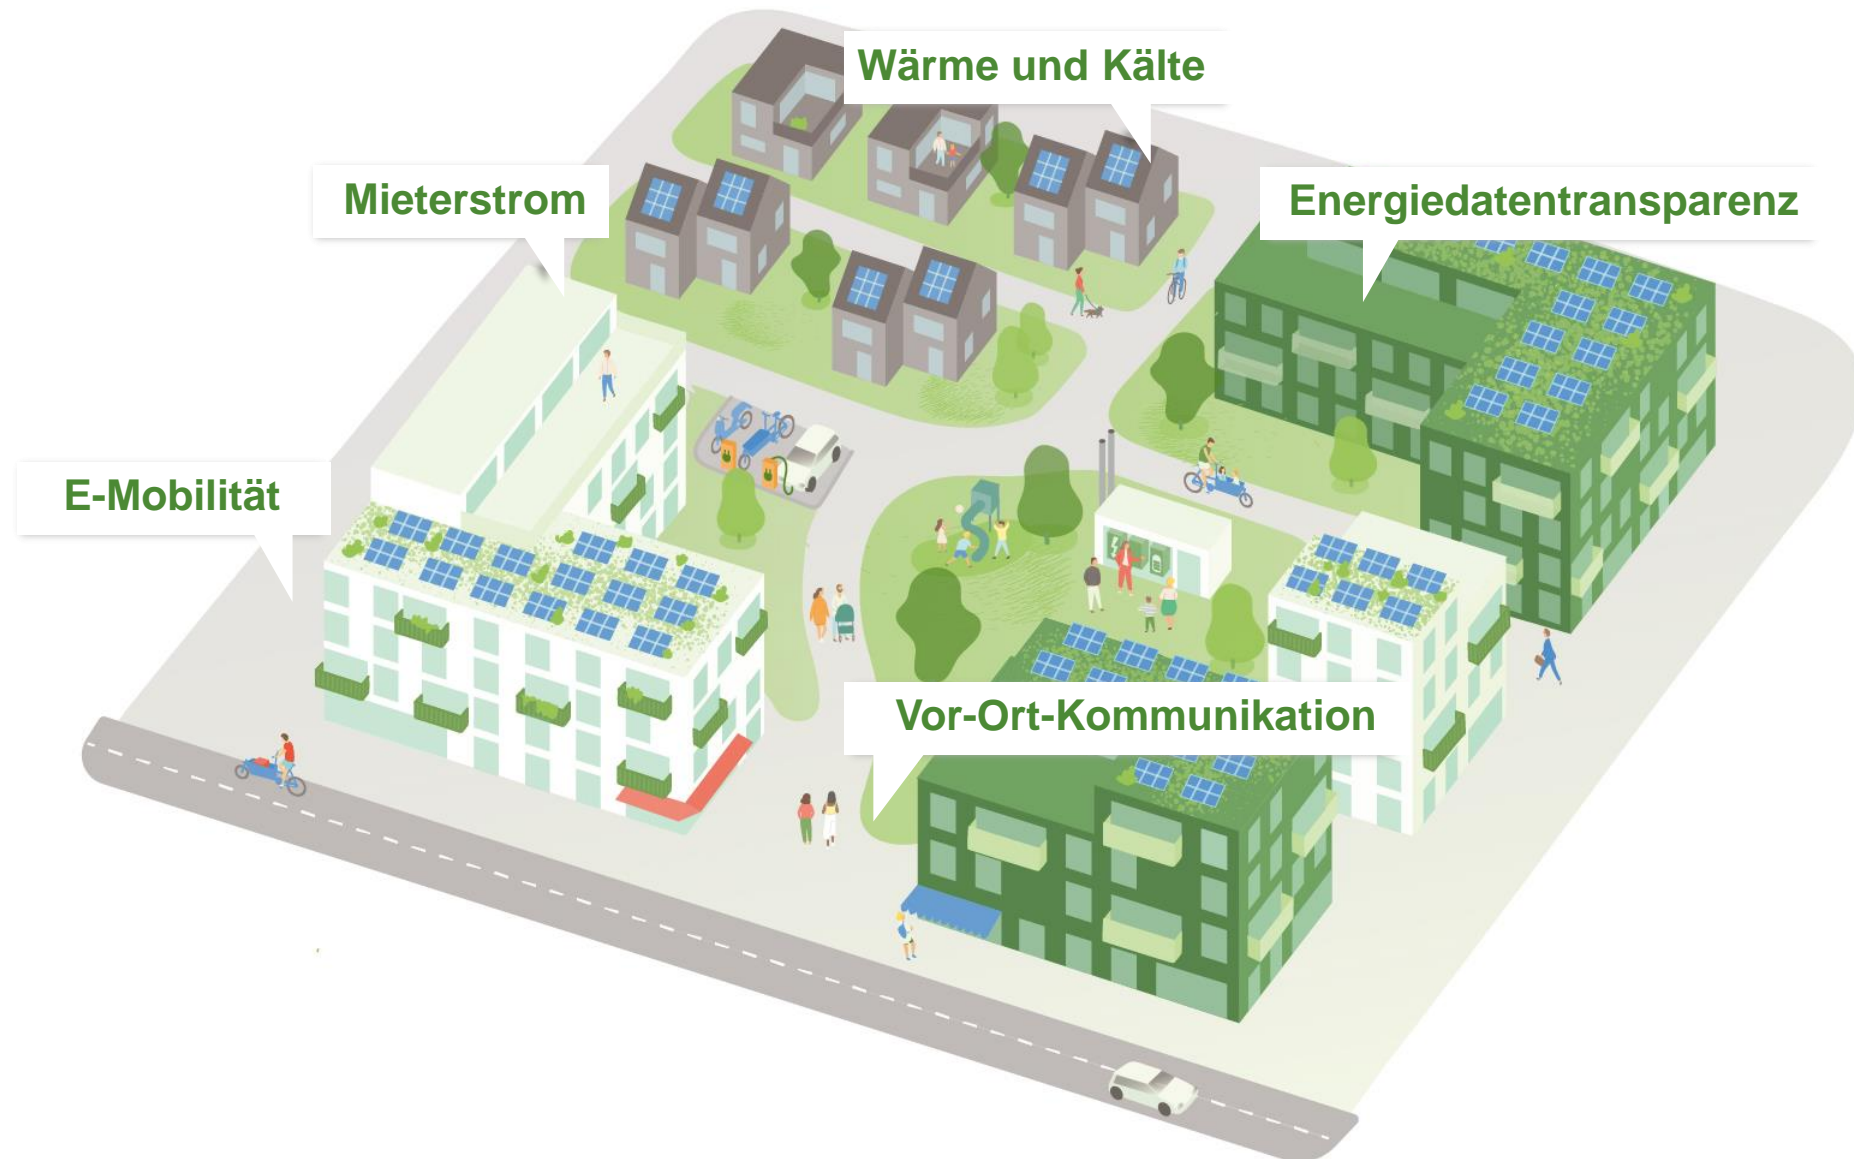 Wärme und Kälte
Mieterstrom
Energiedatentransparenz
E-Mobilität
Vor-Ort-Kommunikation